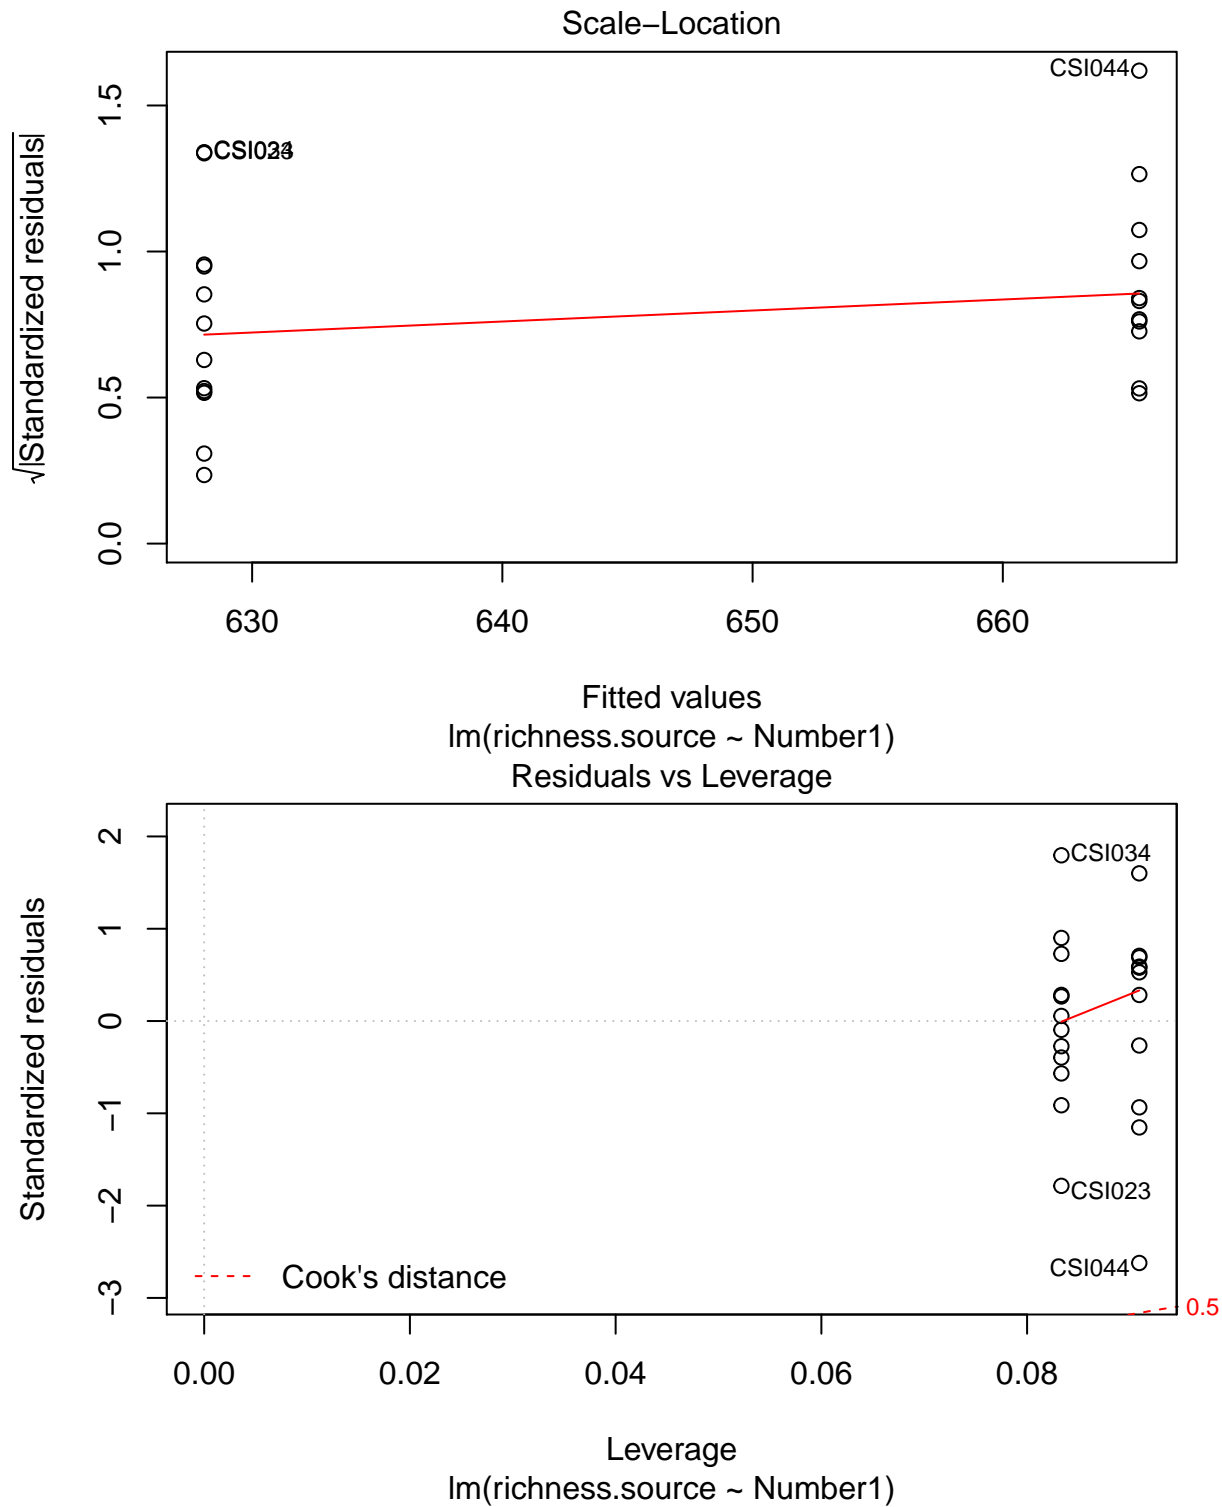 Scale−Location
√|Standardized residuals|
1.5
1.0
0.5
0.0
CSI044
630
640
650
660
Fitted values
lm(richness.source ~ Number1)
Residuals vs Leverage
Standardized residuals
2
1
0
−1
−2
−3
CSI034
CSI023
CSI044
Cook's distance
0.5
0.00
0.02
0.04
0.06
0.08
Leverage
lm(richness.source ~ Number1)